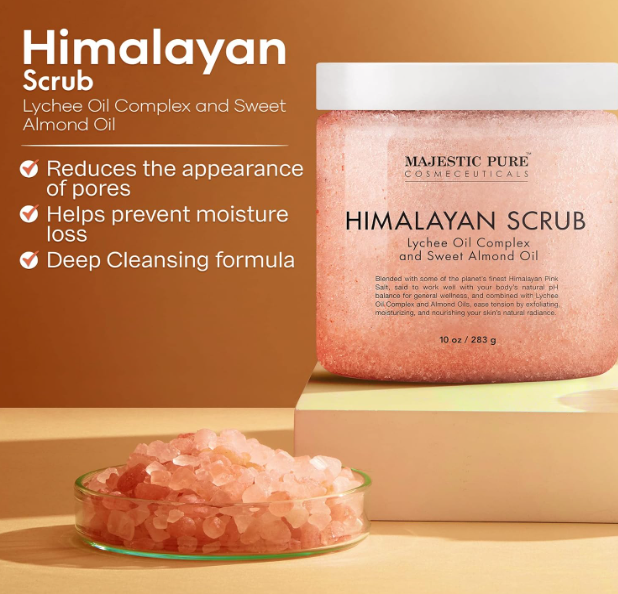 Himalayan
Scrub
Lychee Oil Complex and Sweet
Almond Oil
Reduces the appearance
of pores
Helps prevent moisture
loss
Deep Cleansing formula
MAJESTIC PURE™
COSMECEUTICALS
HIMALAYAN SCRUB
Lychee Oil Complex
and Sweet Almond Oil
Blended with some of the planet's finest Himalayan Pink
Salt, said to work well with your body's natural pH
balance for general wellness, and combined with Lychee
Oil Complex and Almond Oils, ease tension by exfoliating,
moisturizing, and nourishing your skin's natural radiance.
10 oz / 283 g